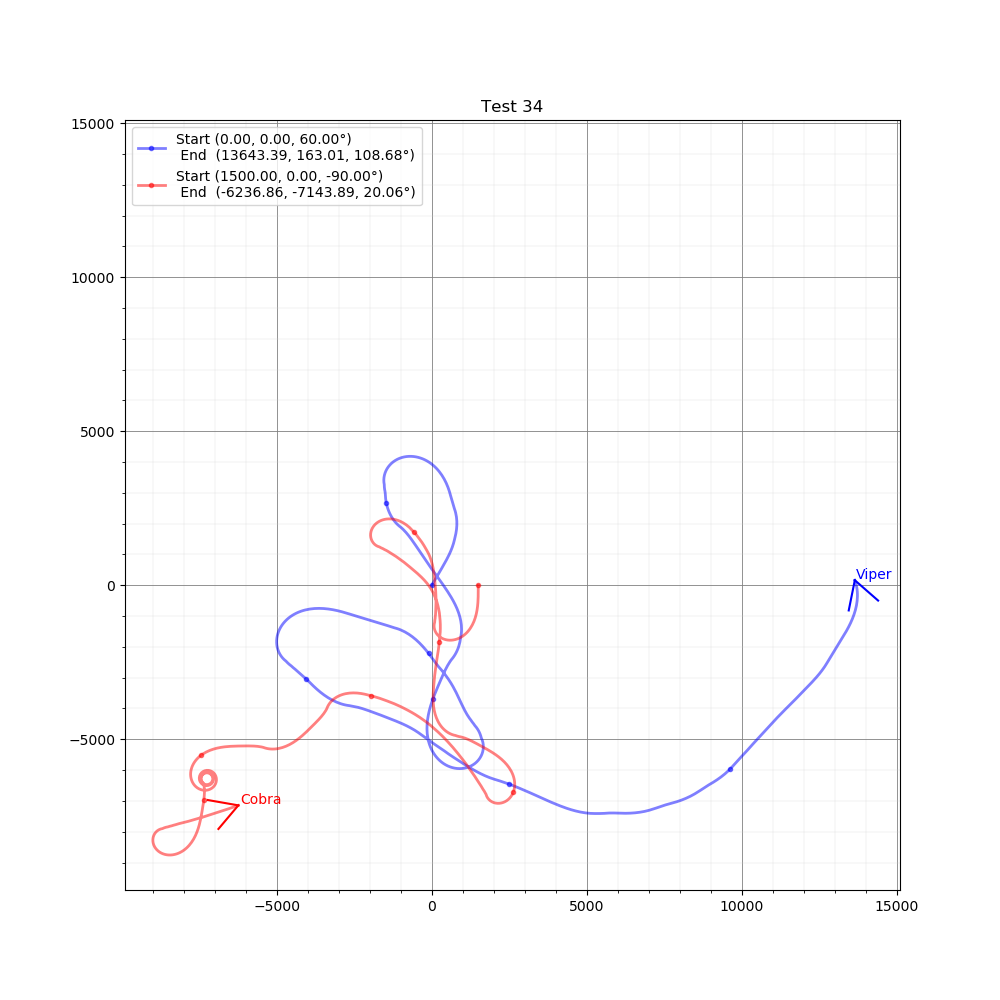 Test 34
Start (0.00, 0.00, 60.00°)
End (13643.39, 163.01, 108.68°)
Start (1500.00, 0.00, -90.00°)
End (-6236.86, -7143.89, 20.06°)
15000
10000
5000
0
−5000
Viper
Cobra
−5000
0
5000
10000
15000